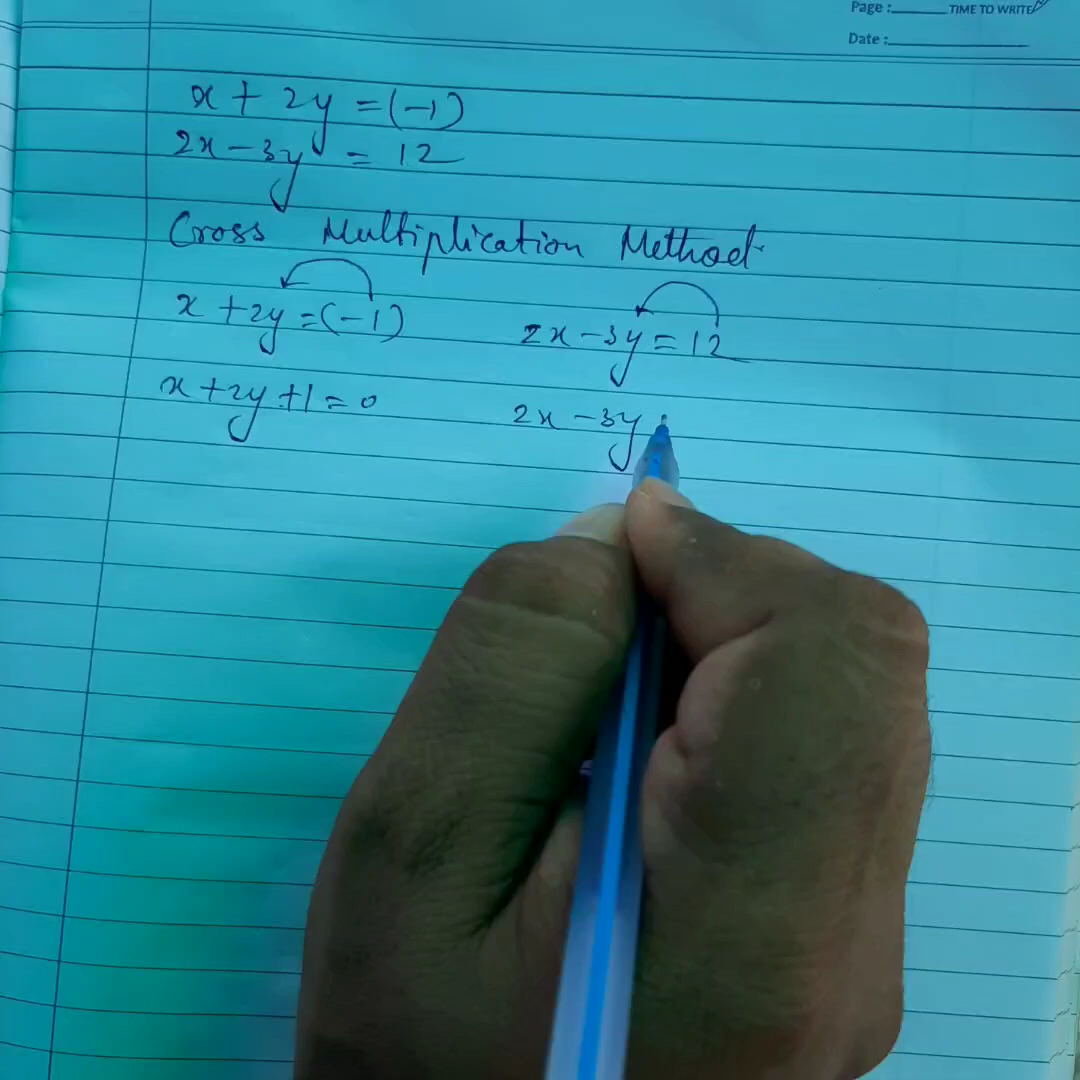 Page : TIME TO WRITE
Date :
x + 2y = (-1)
2x - 3y = 12
Cross Multiplication Method.
x + 2y = (-1) 2x - 3y = 12
x + 2y + 1 = 0 2x - 3y